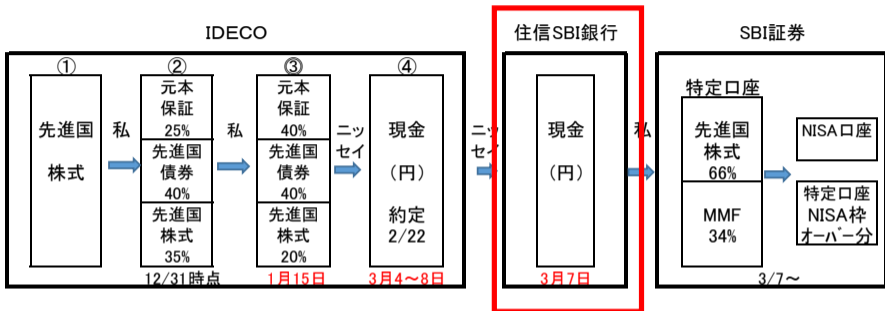 IDECO
住信SBI銀行
SBI証券
①
②
③
④
先進国
株式
私
元本
保証
25%
先進国
債券
40%
先進国
株式
35%
12/31時点
私
元本
保証
40%
先進国
債券
40%
先進国
株式
20%
1月15日
ニッ
セイ
現金
(円)
約定
2/22
3月4～8日
ニッ
セイ
現金
(円)
3月7日
私
特定口座
先進国
株式
66%
MMF
34%
NISA口座
特定口座
NISA枠
オーバー分
3/7～